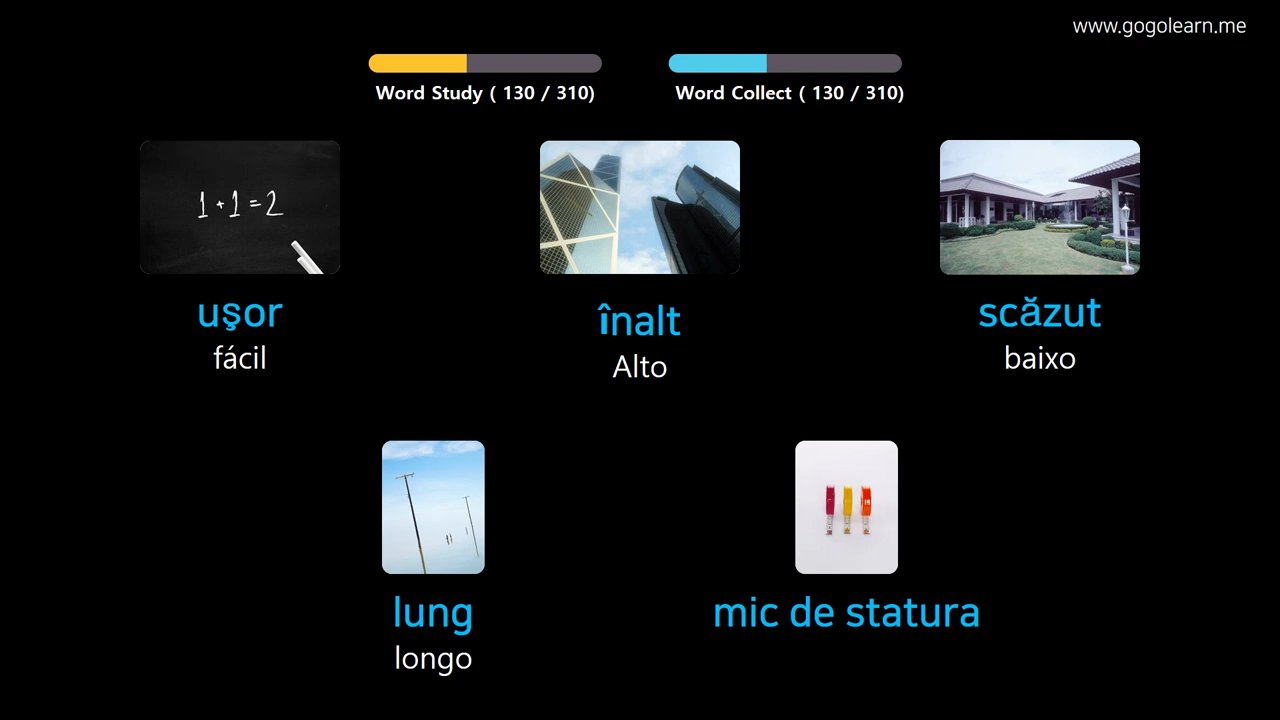 www.gogolearn.me
Word Study ( 130 / 310)
Word Collect ( 130 / 310)
1 + 1 = 2
uşor
fácil
înalt
Alto
scăzut
baixo
lung
longo
mic de statura